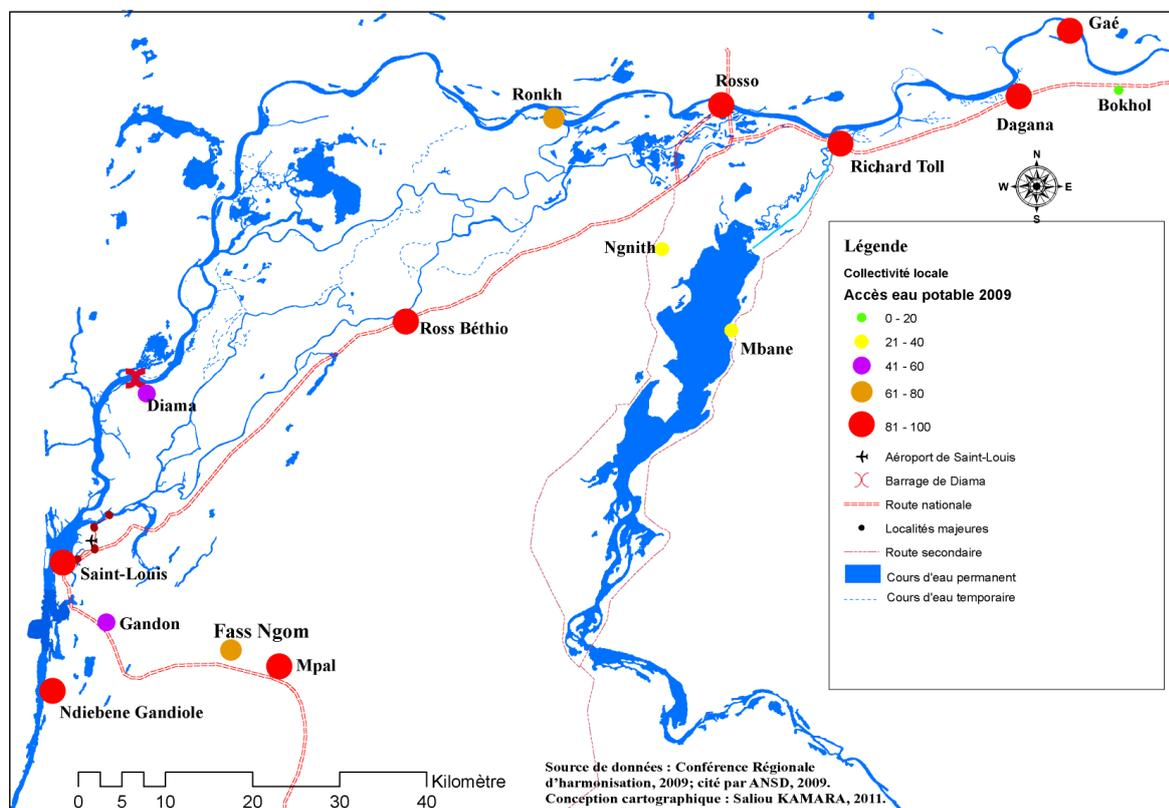 Gaé
Rosso
Ronkh
Bokhol
Dagana
Richard Toll
N
W
E
S
Ngnith
Légende
Collectivité locale
Accès eau potable 2009
0 - 20
21 - 40
41 - 60
61 - 80
81 - 100
Aéroport de Saint-Louis
Barrage de Diama
Route nationale
Localités majeures
Route secondaire
Cours d'eau permanent
Cours d'eau temporaire
Ross Béthio
Mbane
Diama
Saint-Louis
Gandon
Fass Ngom
Mpal
Ndiebene Gandiole
Kilomètre
0 5 10 20 30 40
Source de données : Conférence Régionale
d'harmonisation, 2009; cité par ANSD, 2009.
Conception cartographique : Saliou KAMARA, 2011.